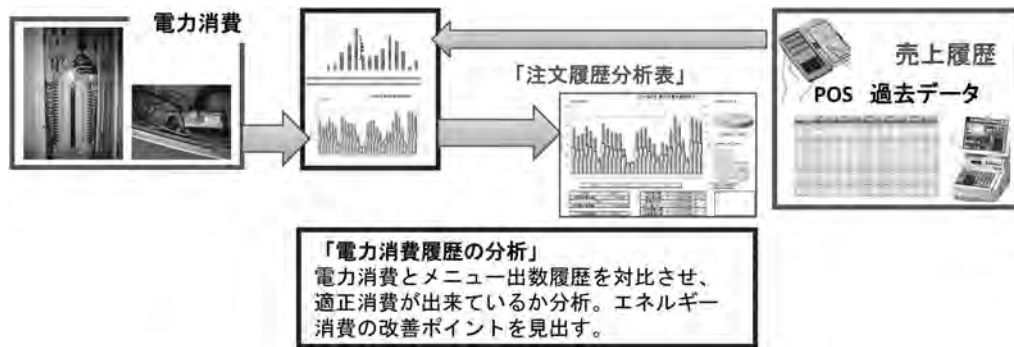 電力消費
「注文履歴分析表」
売上履歴
POS 過去データ
「電力消費履歴の分析」
電力消費とメニュー出数履歴を対比させ、
適正消費が出来ているか分析。エネルギー
消費の改善ポイントを見出す。